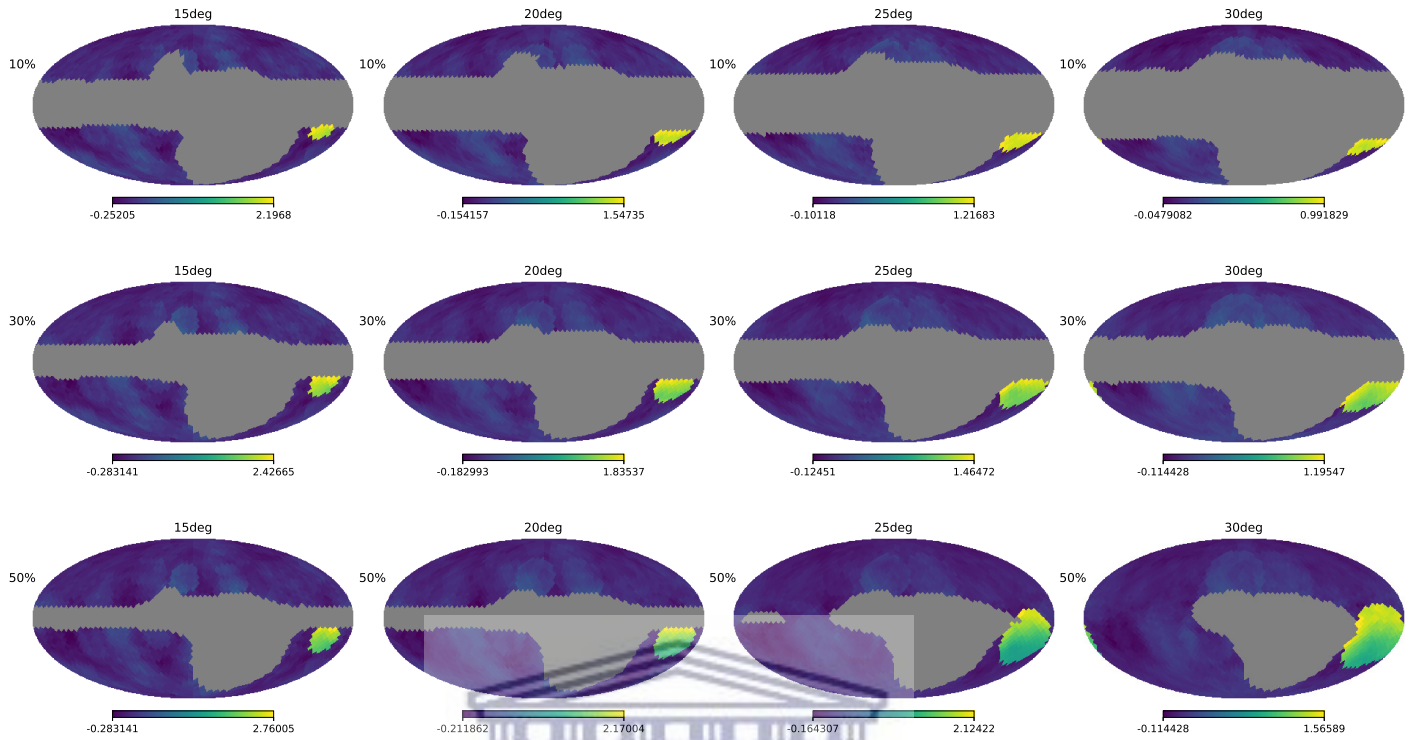 15deg 20deg 25deg 30deg
10% 10% 10% 10%
-0.25205 2.1968 -0.154157 1.54735 -0.10118 1.21683 -0.0479082 0.991829
15deg 20deg 25deg 30deg
30% 30% 30% 30%
-0.283141 2.42665 -0.182993 1.83537 -0.12451 1.46472 -0.114428 1.19547
15deg 20deg 25deg 30deg
50% 50% 50% 50%
-0.283141 2.76005 -0.211862 2.17004 -0.164307 2.12422 -0.114428 1.56589